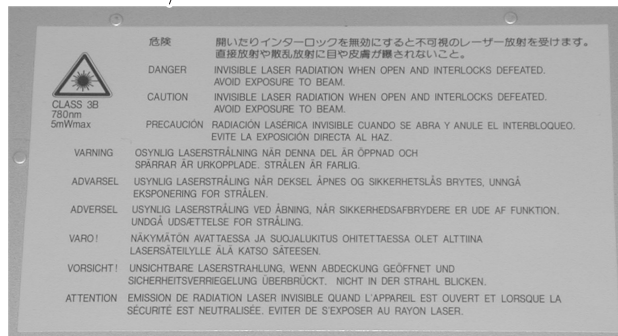 危険 開いたりインターロックを無効にすると不可視のレーザー放射を受けます。
直接放射や散乱放射に目や皮膚が曝されないこと。
DANGER INVISIBLE LASER RADIATION WHEN OPEN AND INTERLOCKS DEFEATED.
AVOID EXPOSURE TO BEAM.
CLASS 3B
780nm
5mWmax
CAUTION INVISIBLE LASER RADIATION WHEN OPEN AND INTERLOCKS DEFEATED.
AVOID EXPOSURE TO BEAM.
PRECAUCIÓN RADIACIÓN LASÉRICA INVISIBLE CUANDO SE ABRA Y ANULE EL INTERBLOQUEO.
EVITE LA EXPOSICIÓN DIRECTA AL HAZ.
VARNING OSYNLIG LASERSTRÅLNING NÄR DENNA DEL ÄR ÖPPNAD OCH
SPÄRRAR ÄR URKOPPLADE. STRÅLEN ÄR FARLIG.
ADVARSEL USYNLIG LASERSTRÅLING NÅR DEKSEL ÅPNES OG SIKKERHETSLÅS BRYTES, UNNGÅ
EKSPONERING FOR STRÅLEN.
ADVERSEL USYNLIG LASERSTRÅLING VED ÅBNING, NÅR SIKKERHEDSAFBRYDERE ER UDE AF FUNKTION.
UNDGÅ UDSÆTTELSE FOR STRÅLING.
VARO! NÄKYMÄTÖN AVATTAESSA JA SUOJALUKITUS OHITETTAESSA OLET ALTTIINA
LASERSÄTEILYLLE ÄLÄ KATSO SÄTEESEN.
VORSICHT! UNSICHTBARE LASERSTRAHLUNG, WENN ABDECKUNG GEÖFFNET UND
SICHERHEITSVERRIEGELUNG ÜBERBRÜCKT. NICHT IN DER STRAHL BLICKEN.
ATTENTION EMISSION DE RADIATION LASER INVISIBLE QUAND L'APPAREIL EST OUVERT ET LORSQUE LA
SÉCURITÉ EST NEUTRALISÉE. EVITER DE S'EXPOSER AU RAYON LASER.